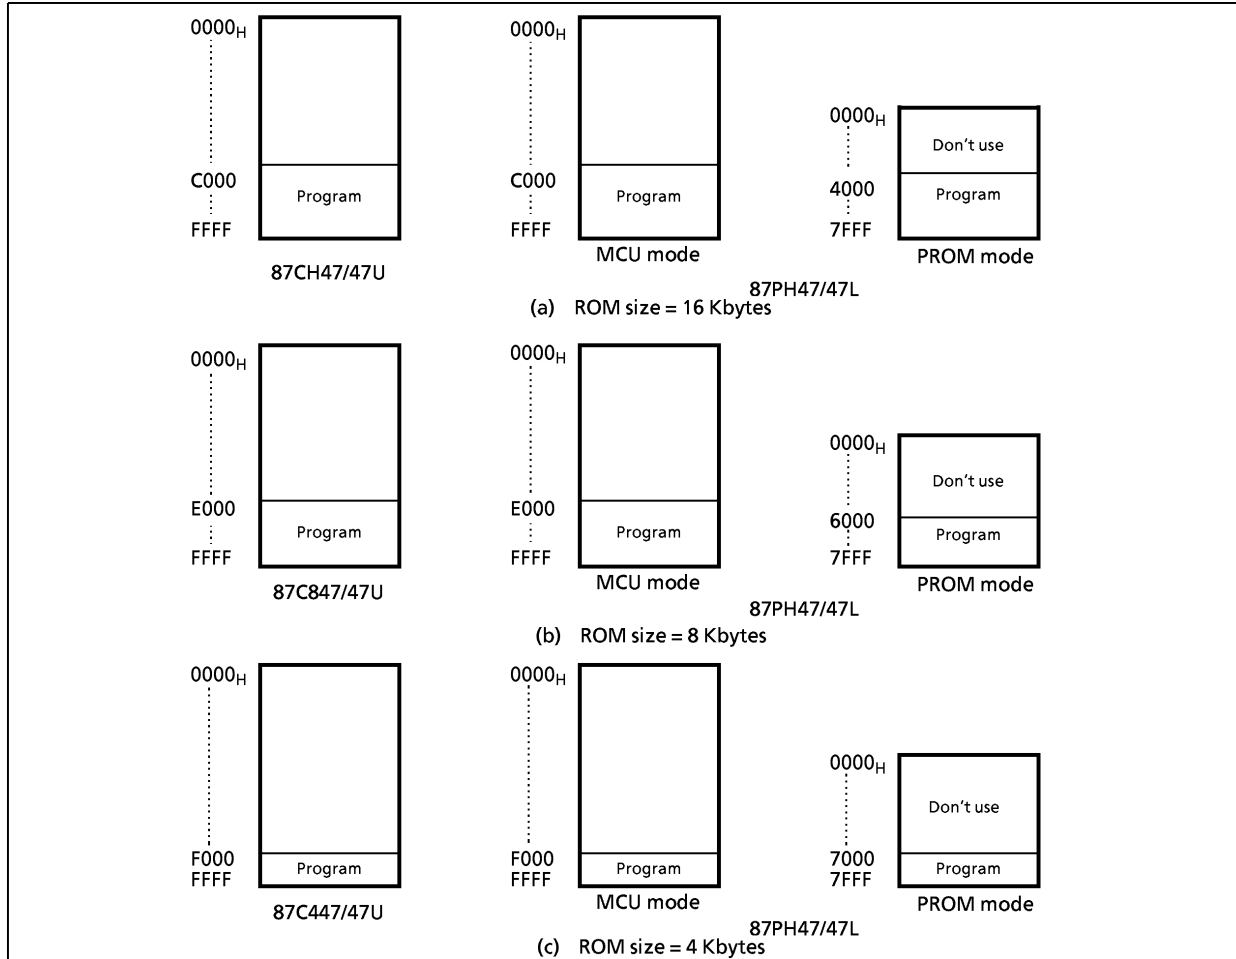 0000H
0000H
0000H
Don't use
C000
Program
C000
Program
4000
Program
FFFF
FFFF
7FFF
87CH47/47U
MCU mode
PROM mode
87PH47/47L
(a) ROM size = 16 Kbytes
0000H
0000H
0000H
Don't use
E000
Program
E000
Program
6000
Program
FFFF
FFFF
7FFF
87C847/47U
MCU mode
PROM mode
87PH47/47L
(b) ROM size = 8 Kbytes
0000H
0000H
0000H
Don't use
F000
Program
F000
Program
7000
Program
FFFF
FFFF
7FFF
87C447/47U
MCU mode
PROM mode
87PH47/47L
(c) ROM size = 4 Kbytes